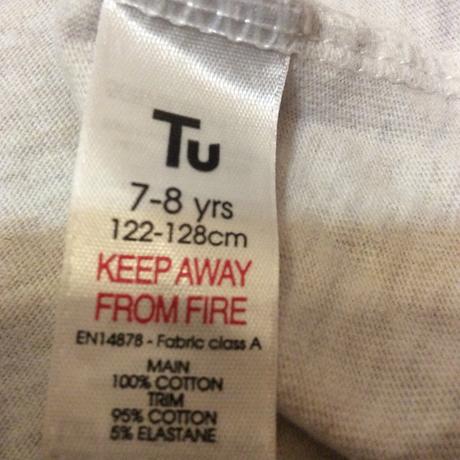 Tu
7-8 yrs
122-128cm
KEEP AWAY
FROM FIRE
EN14878 - Fabric class A
MAIN
100% COTTON
TRIM
95% COTTON
5% ELASTANE